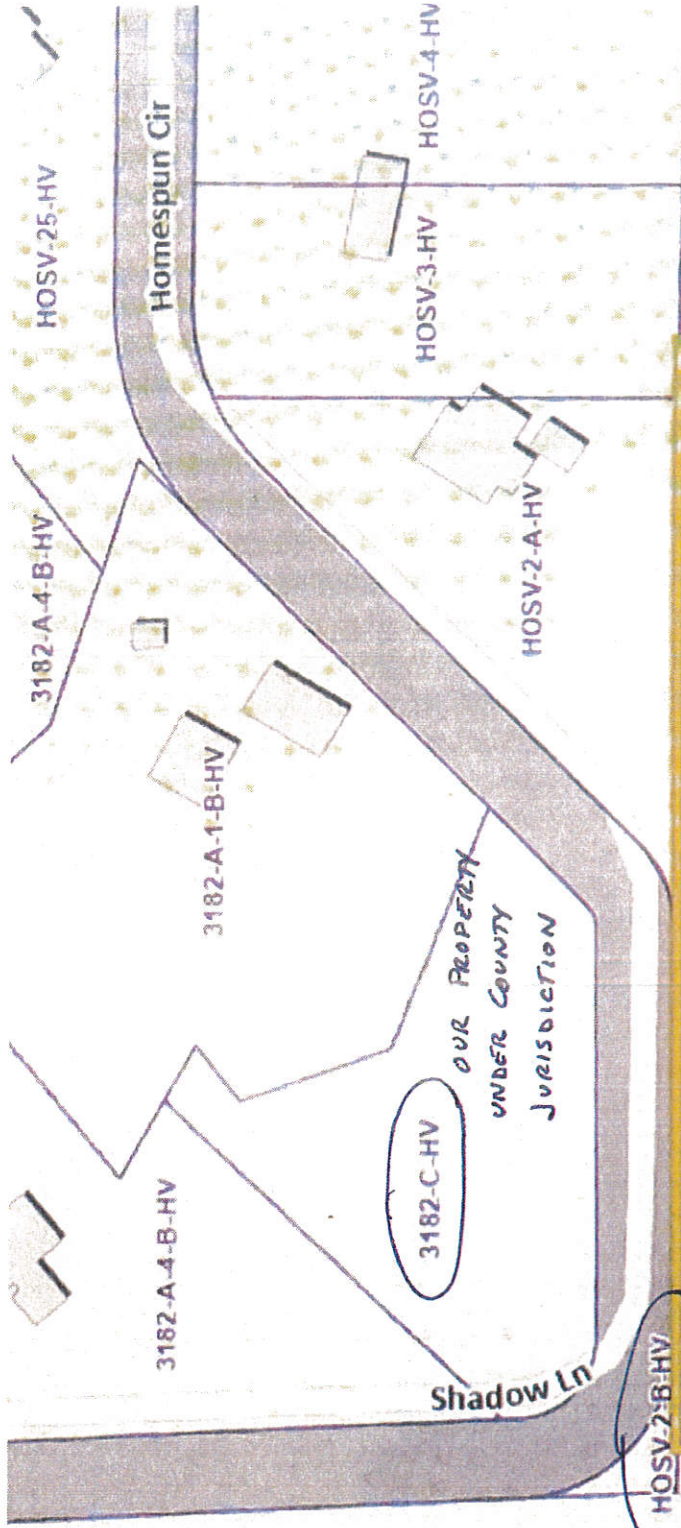 HOSV-25-HV
Homespun Cir
HOSV-4-HV
HOSV-3-HV
3182-A-4-B-HV
HOSV-2-A-HV
3182-A-1-B-HV
OUR PROPERTY
UNDER COUNTY
JURISDICTION
3182-C-HV
3182-A-4-B-HV
Shadow Ln
HOSV-2-B-HV